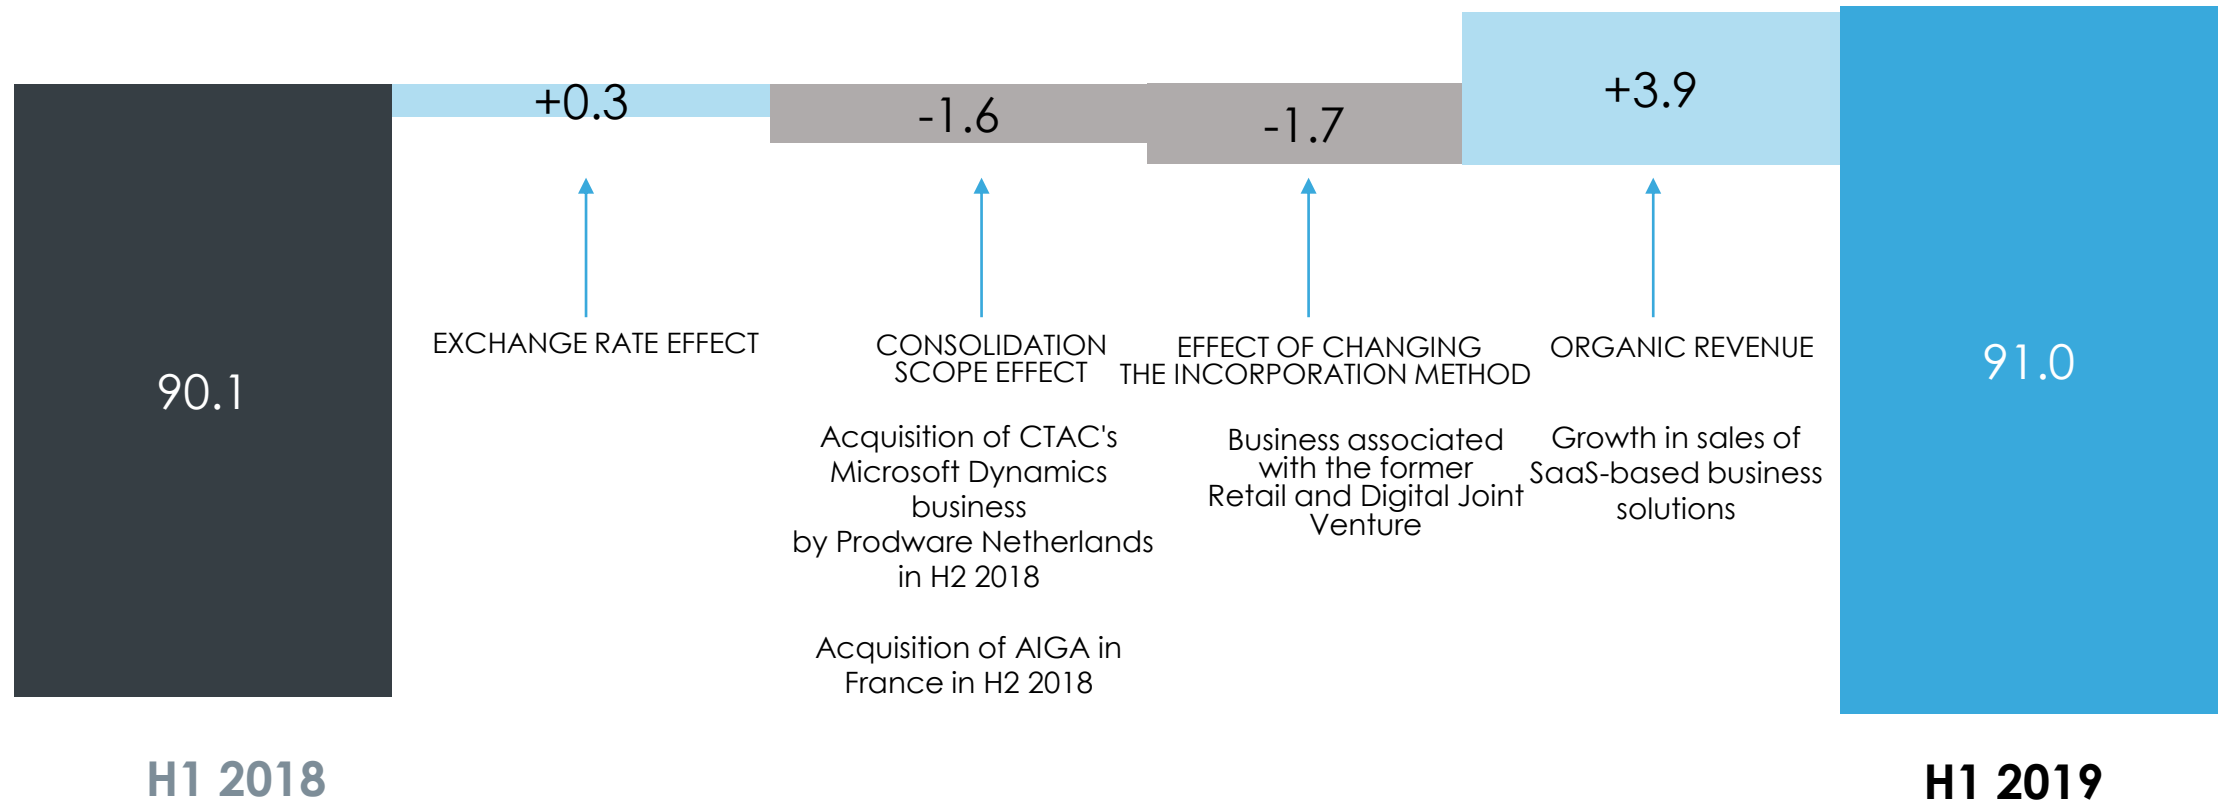 +0.3
-1.6
-1.7
+3.9
90.1
91.0
EXCHANGE RATE EFFECT
CONSOLIDATION
SCOPE EFFECT
Acquisition of CTAC's
Microsoft Dynamics
business
by Prodware Netherlands
in H2 2018
Acquisition of AIGA in
France in H2 2018
EFFECT OF CHANGING
THE INCORPORATION METHOD
Business associated
with the former
Retail and Digital Joint
Venture
ORGANIC REVENUE
Growth in sales of
SaaS-based business
solutions
H1 2018
H1 2019